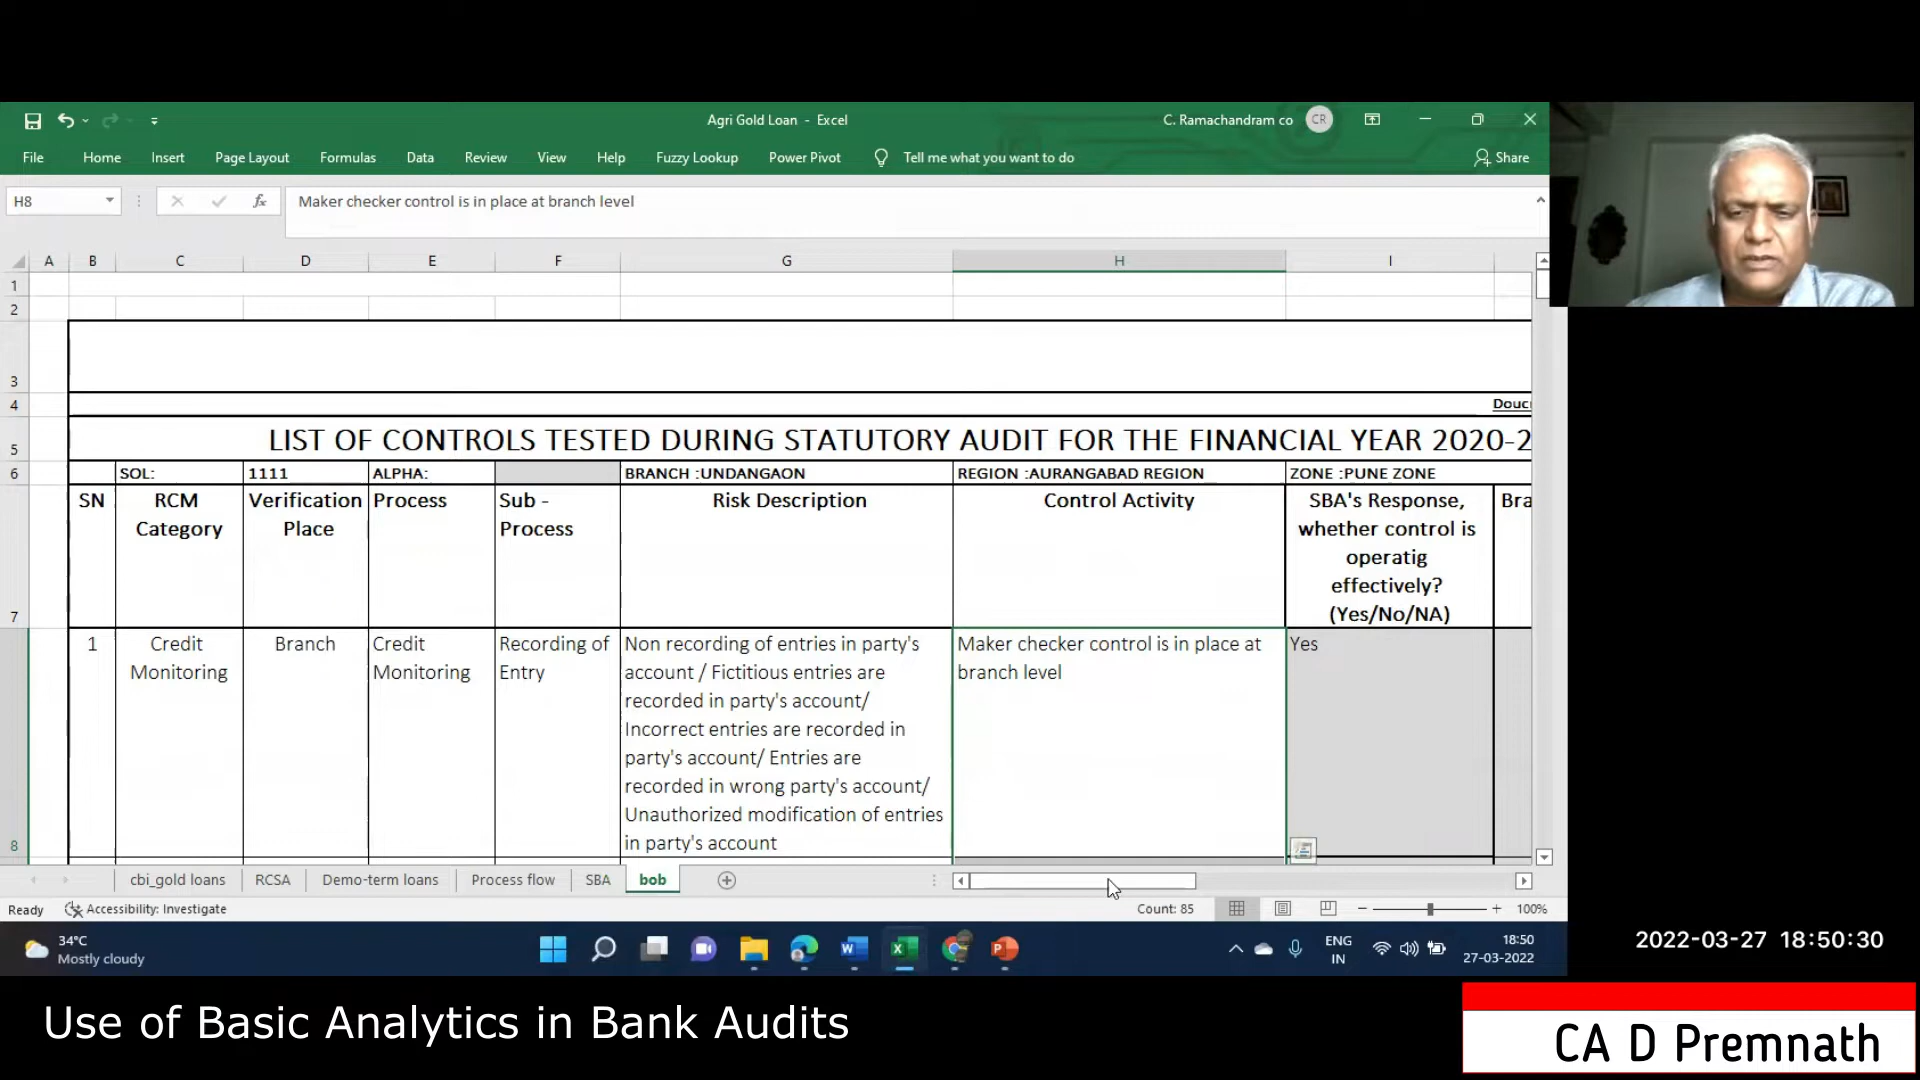 Agri Gold Loan - Excel
C. Ramachandram co CR
File Home Insert Page Layout Formulas Data Review View Help Fuzzy Lookup Power Pivot Tell me what you want to do Share
H8 fx Maker checker control is in place at branch level
A B C D E F G H I
1
2
3
4
5 LIST OF CONTROLS TESTED DURING STATUTORY AUDIT FOR THE FINANCIAL YEAR 2020-2
6 SOL: 1111 ALPHA: BRANCH :UNDANGAON REGION :AURANGABAD REGION ZONE :PUNE ZONE
SN RCM Verification Process Sub - Risk Description Control Activity SBA's Response, Bra
Category Place Process whether control is
operatig
effectively?
7 (Yes/No/NA)
1 Credit Branch Credit Recording of Non recording of entries in party's Maker checker control is in place at Yes
Monitoring Monitoring Entry account / Fictitious entries are branch level
recorded in party's account/
Incorrect entries are recorded in
party's account/ Entries are
recorded in wrong party's account/
Unauthorized modification of entries
8 in party's account
cbi_gold loans RCSA Demo-term loans Process flow SBA bob
Ready Accessibility: Investigate Count: 85 100%
34°C
Mostly cloudy
ENG
IN
18:50
27-03-2022
2022-03-27 18:50:30
Use of Basic Analytics in Bank Audits
CA D Premnath